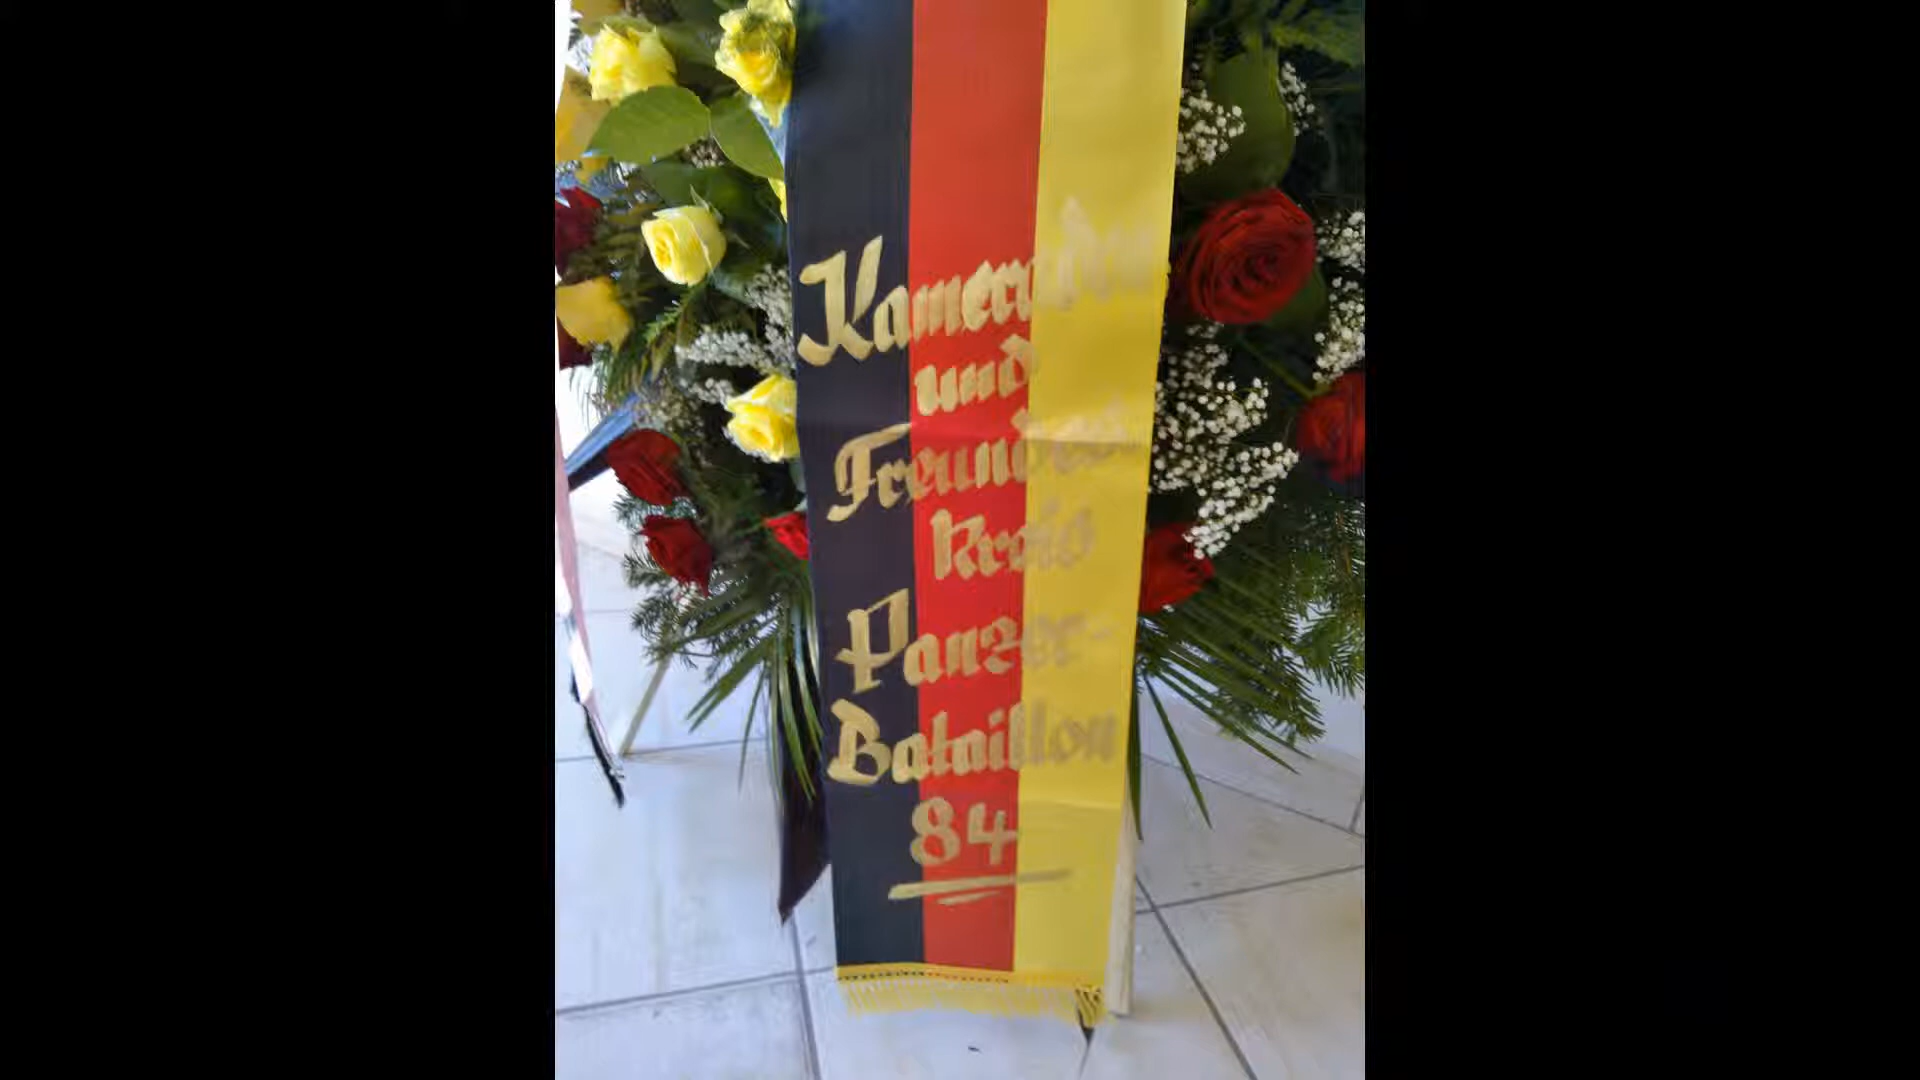 Kameraden
und
Freundes
kreis
Panzer-
Bataillon
84